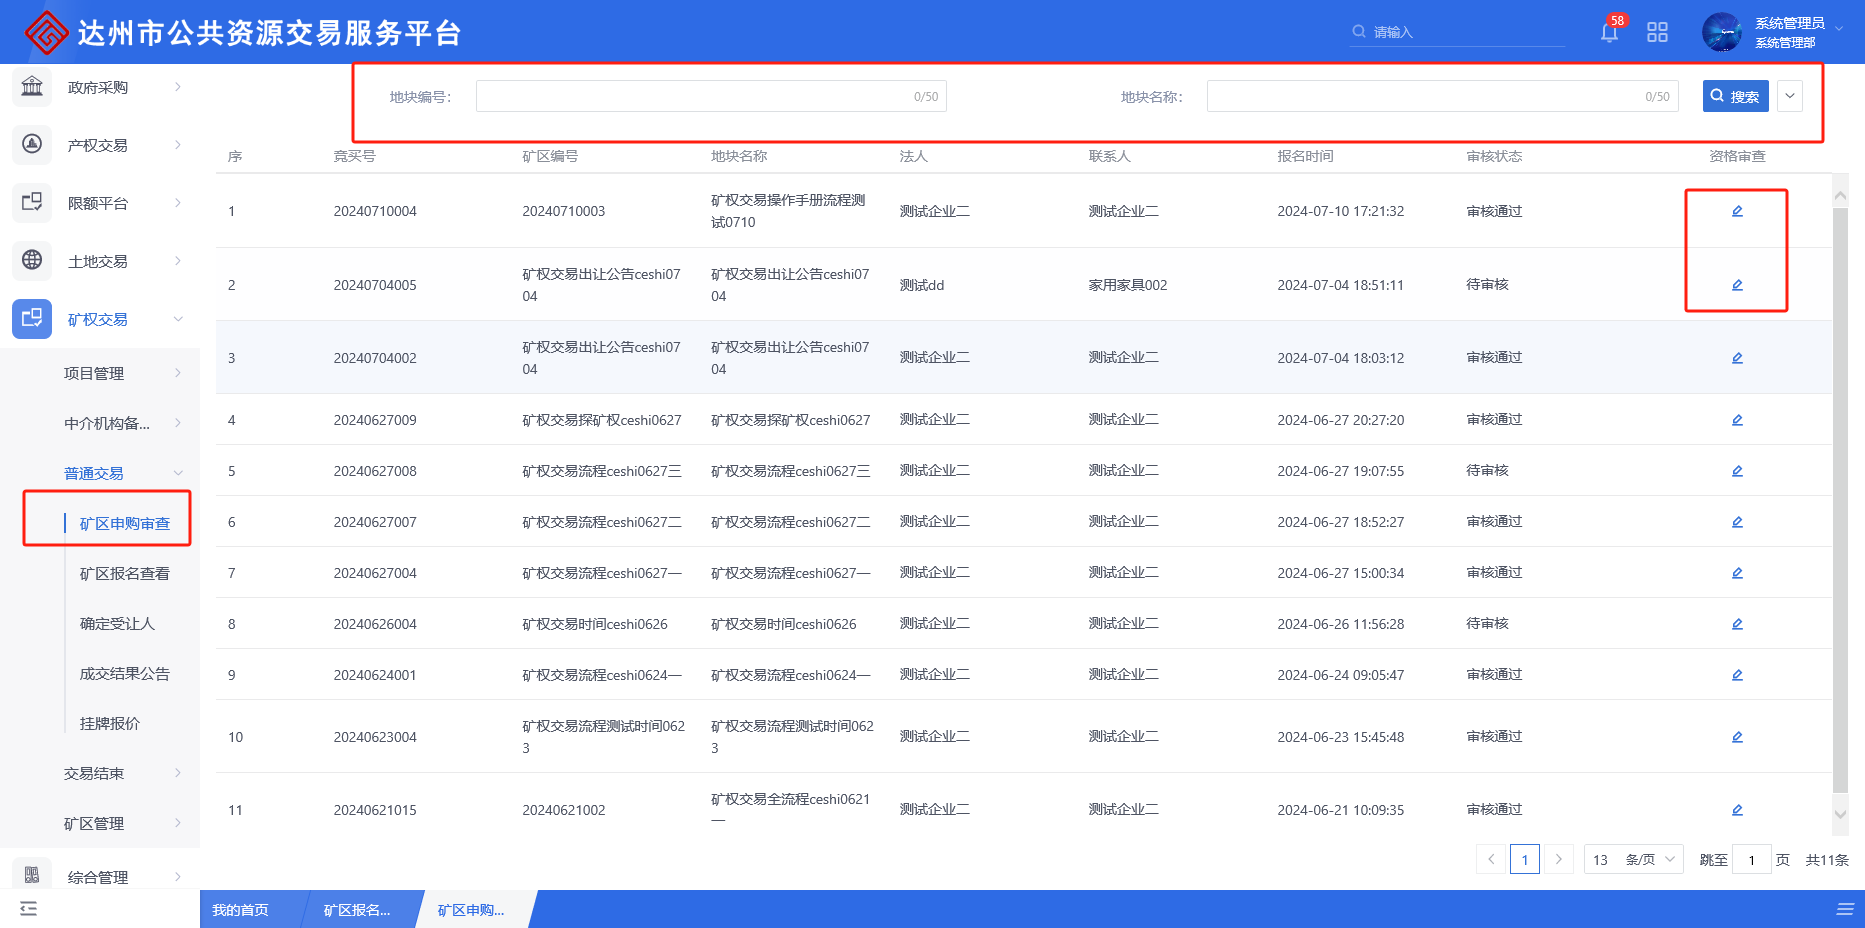 达州市公共资源交易服务平台
请输入
58
系统管理员
系统管理部
政府采购
产权交易
限额平台
土地交易
矿权交易
项目管理
中介机构备...
普通交易
矿区申购审查
矿区报名查看
确定受让人
成交结果公告
挂牌报价
交易结束
矿区管理
综合管理
地块编号：
0/50
地块名称：
0/50
搜索
序 竞买号 矿区编号 地块名称 法人 联系人 报名时间 审核状态 资格审查
1 20240710004 20240710003 矿权交易操作手册流程测 测试企业二 测试企业二 2024-07-10 17:21:32 审核通过
试0710
2 20240704005 矿权交易出让公告ceshi07 矿权交易出让公告ceshi07 测试dd 家用家具002 2024-07-04 18:51:11 待审核
04 04
3 20240704002 矿权交易出让公告ceshi07 矿权交易出让公告ceshi07 测试企业二 测试企业二 2024-07-04 18:03:12 审核通过
04 04
4 20240627009 矿权交易探矿权ceshi0627 矿权交易探矿权ceshi0627 测试企业二 测试企业二 2024-06-27 20:27:20 审核通过
5 20240627008 矿权交易流程ceshi0627三 矿权交易流程ceshi0627三 测试企业二 测试企业二 2024-06-27 19:07:55 待审核
6 20240627007 矿权交易流程ceshi0627二 矿权交易流程ceshi0627二 测试企业二 测试企业二 2024-06-27 18:52:27 审核通过
7 20240627004 矿权交易流程ceshi0627一 矿权交易流程ceshi0627一 测试企业二 测试企业二 2024-06-27 15:00:34 审核通过
8 20240626004 矿权交易时间ceshi0626 矿权交易时间ceshi0626 测试企业二 测试企业二 2024-06-26 11:56:28 待审核
9 20240624001 矿权交易流程ceshi0624一 矿权交易流程ceshi0624一 测试企业二 测试企业二 2024-06-24 09:05:47 审核通过
10 20240623004 矿权交易流程测试时间062 矿权交易流程测试时间062 测试企业二 测试企业二 2024-06-23 15:45:48 审核通过
3 3
11 20240621015 20240621002 矿权交易全流程ceshi0621 测试企业二 测试企业二 2024-06-21 10:09:35 审核通过
一
1 13 条/页 跳至 1 页 共11条
我的首页 矿区报名... 矿区申购...